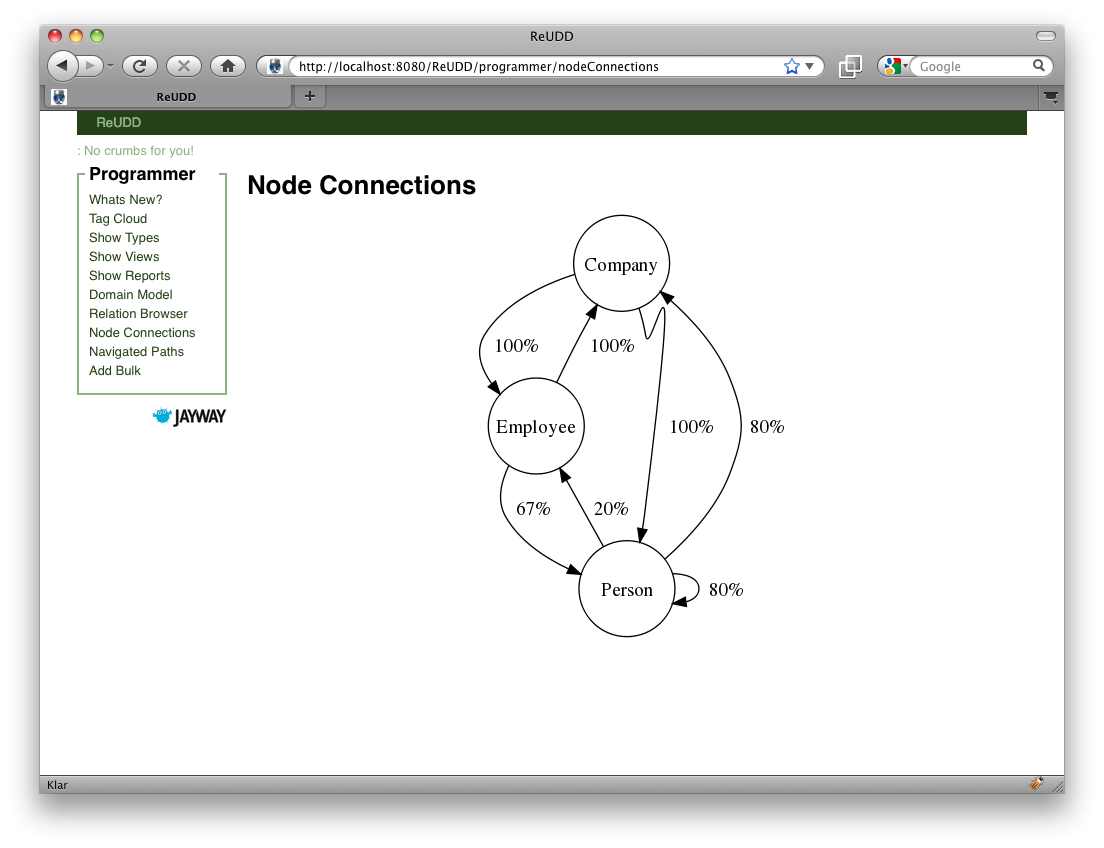 ReUDD
http://localhost:8080/ReUDD/programmer/nodeConnections
Google
ReUDD
ReUDD
: No crumbs for you!
Programmer
Whats New?
Tag Cloud
Show Types
Show Views
Show Reports
Domain Model
Relation Browser
Node Connections
Navigated Paths
Add Bulk
JAYWAY
Node Connections
Company
100%
100%
Employee
100%
80%
67%
20%
Person
80%
Klar